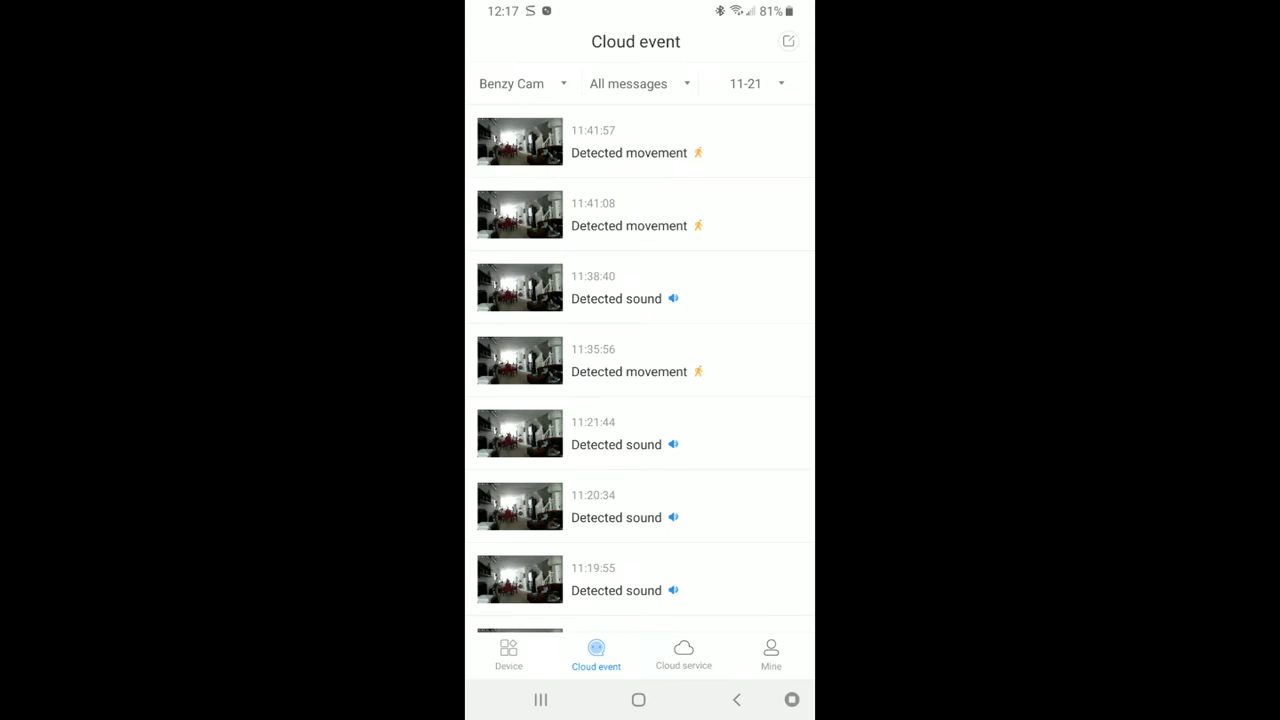 12:17 81%
Cloud event
Benzy Cam All messages 11-21
11:41:57
Detected movement
11:41:08
Detected movement
11:38:40
Detected sound
11:35:56
Detected movement
11:21:44
Detected sound
11:20:34
Detected sound
11:19:55
Detected sound
Device Cloud event Cloud service Mine